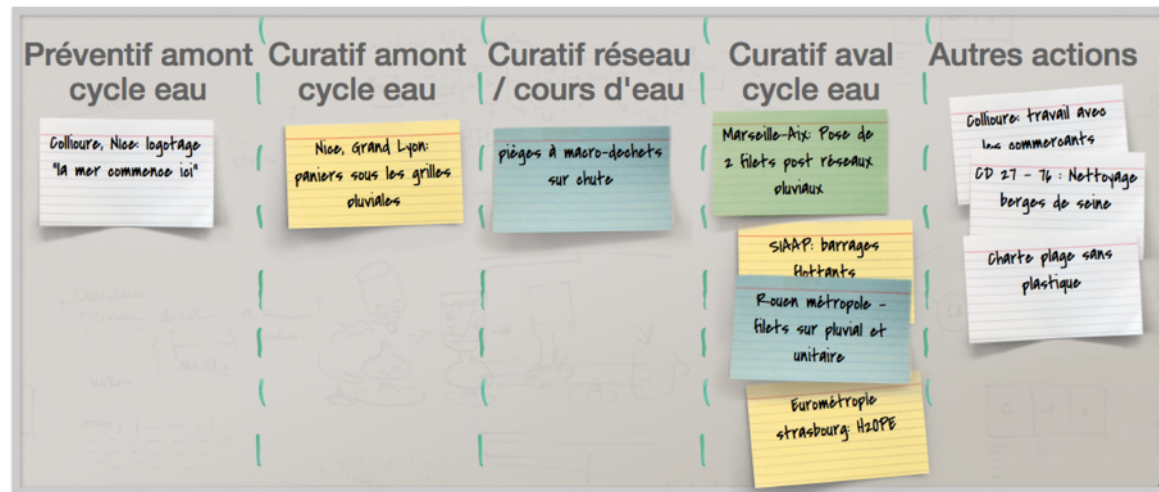 Préventif amont
cycle eau
Curatif amont
cycle eau
Curatif réseau
/ cours d'eau
Curatif aval
cycle eau
Autres actions
Collioure, Nice: logotage
"la mer commence ici"
Nice, Grand Lyon:
paniers sous les grilles
pluviales
pièges à macro-dechets
sur chute
Marseille-Aix: Pose de
2 filets post réseaux
pluviaux
SIAAP: barrages
flottants
Rouen métropole -
filets sur pluvial et
unitaire
Eurométrople
strasbourg: H2OPE
Collioure: travail avec
les commercants
CD 27 - 76 : Nettoyage
berges de seine
Charte plage sans
plastique